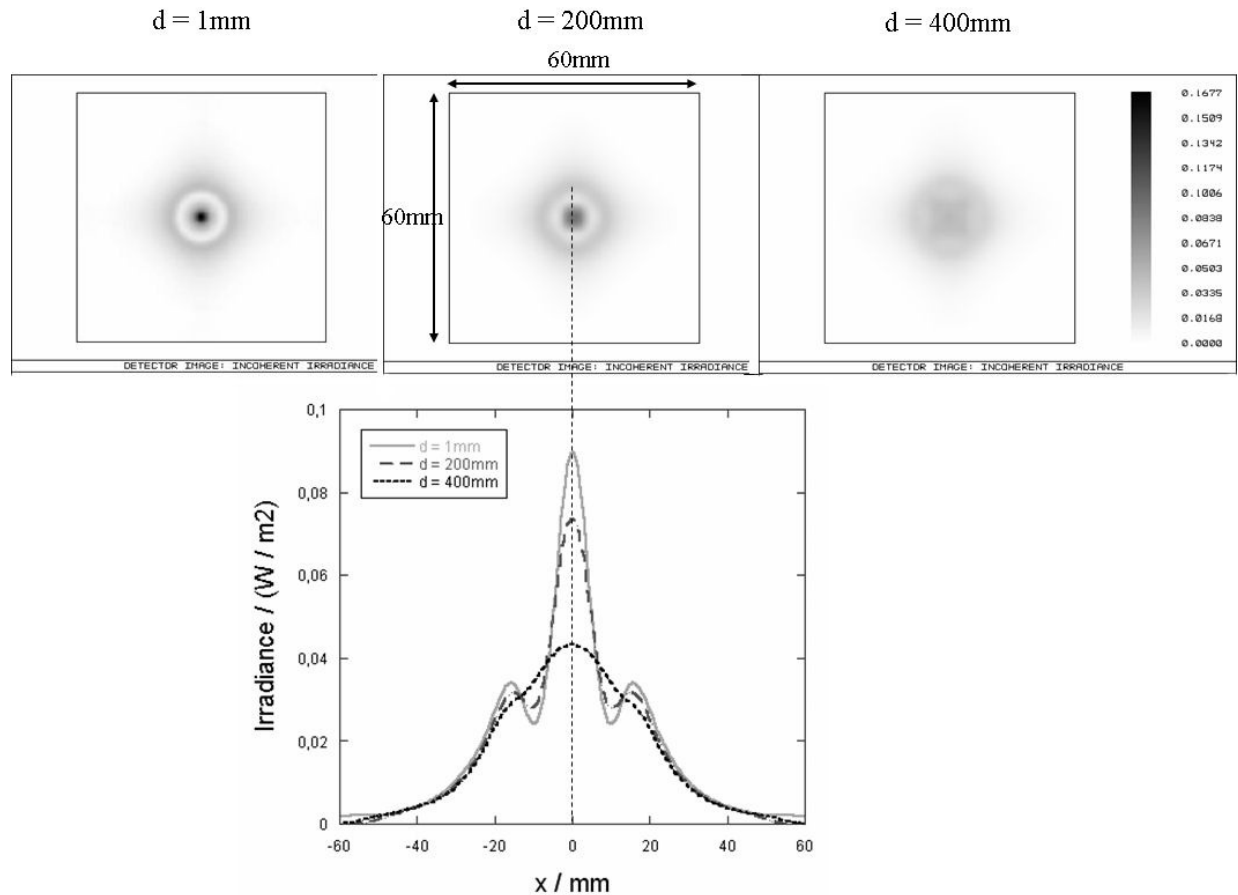 d = 1mm
d = 200mm
d = 400mm
60mm
60mm
0.1677
0.1509
0.1342
0.1174
0.1006
0.0838
0.0671
0.0503
0.0335
0.0168
0.0000
DETECTOR IMAGE: INCOHERENT IRRADIANCE
DETECTOR IMAGE: INCOHERENT IRRADIANCE
DETECTOR IMAGE: INCOHERENT IRRADIANCE
0,1
0,08
0,06
0,04
0,02
0
Irradiance / (W / m2)
d = 1mm
d = 200mm
d = 400mm
-60
-40
-20
0
20
40
60
x / mm